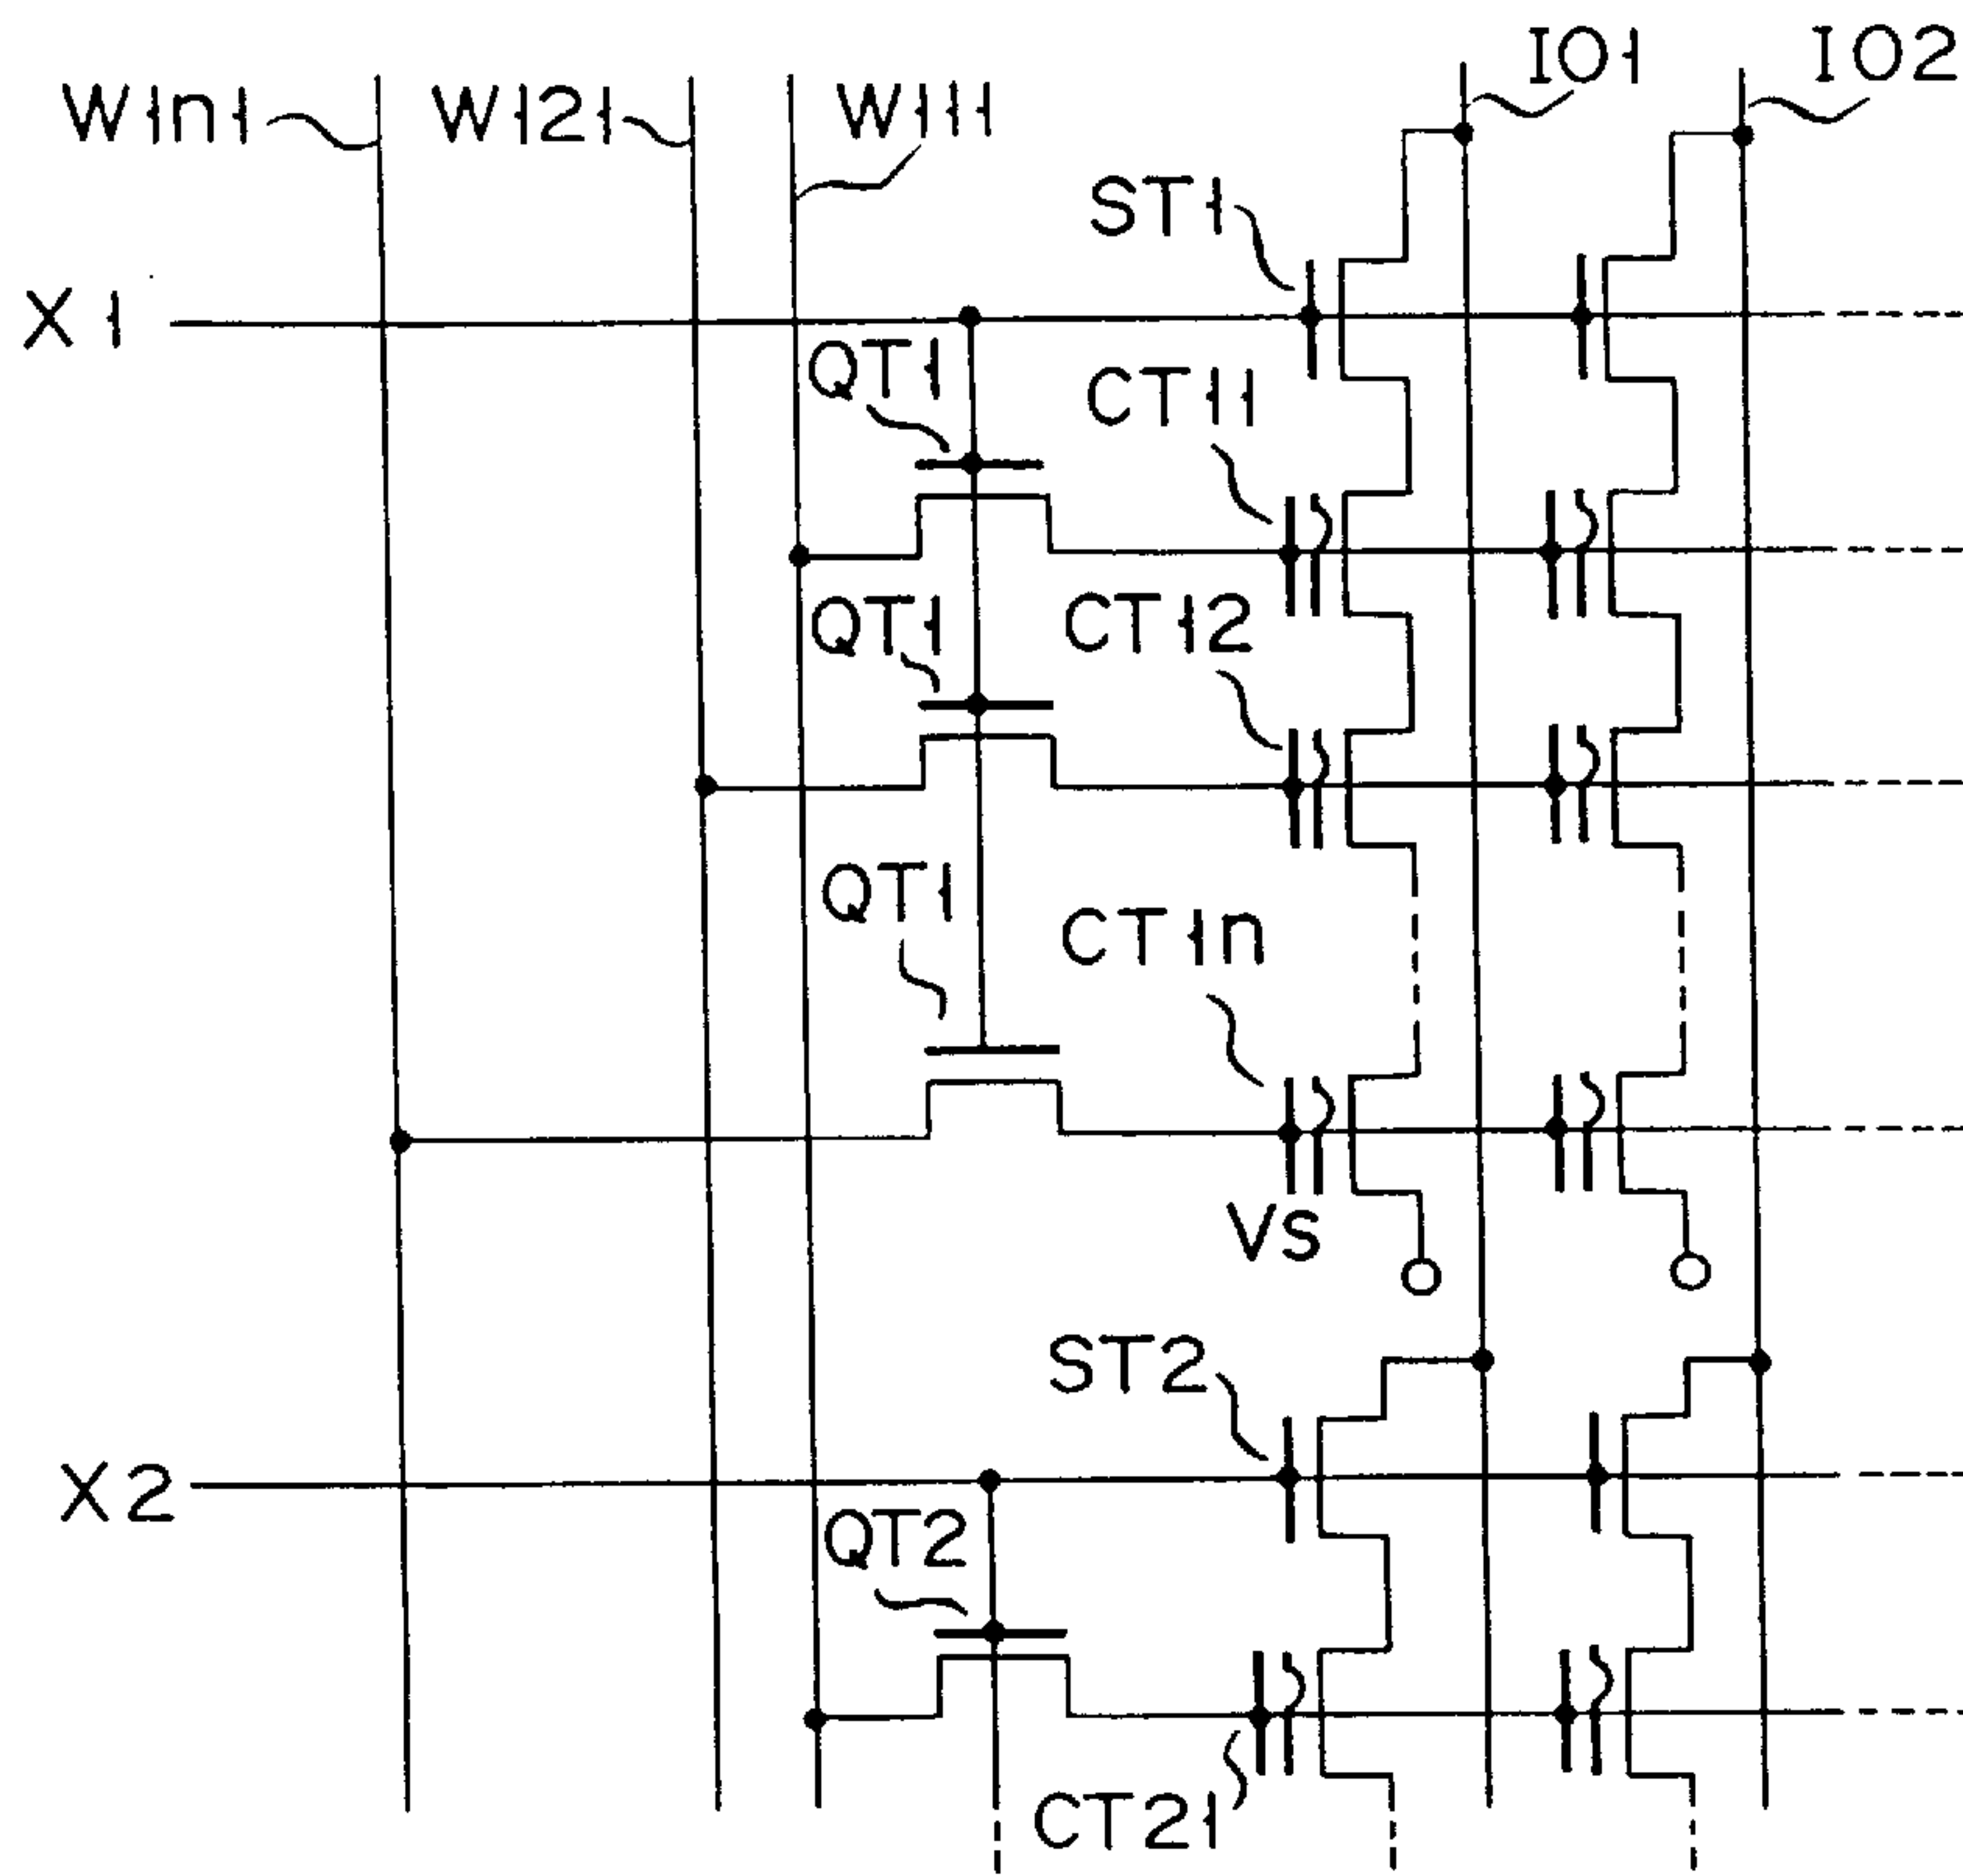 W1n1 W121 W111 IO1 IO2
ST1
X1
QT1 CT11
QT1 CT12
QT1 CT1n
VS
ST2
X2
QT2
CT21